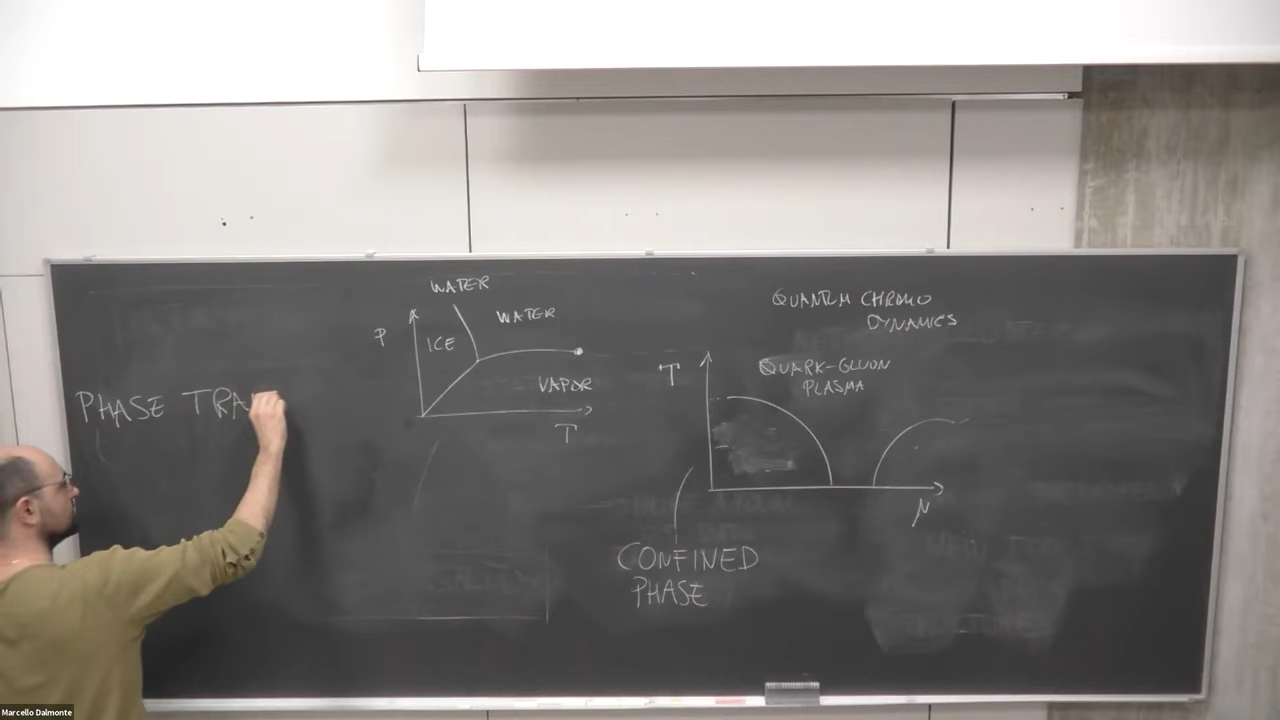 PHASE TRA
WATER
P
ICE
WATER
VAPOR
T
QUANTUM CHROMO
DYNAMICS
T
QUARK-GLUON
PLASMA
μ
CONFINED
PHASE
Marcello Dalmonte